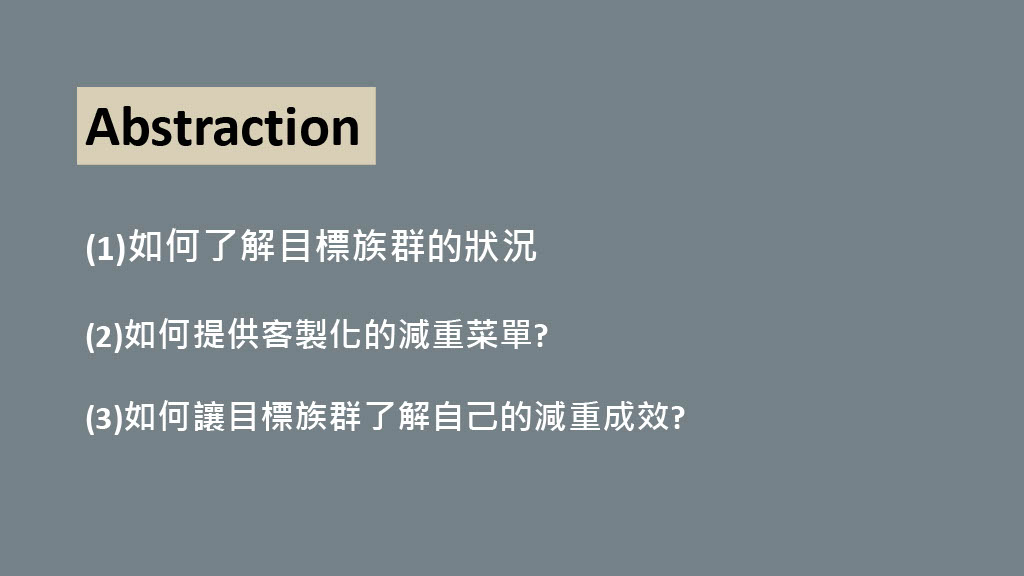 Abstraction
(1)如何了解目標族群的狀況
(2)如何提供客製化的減重菜單?
(3)如何讓目標族群了解自己的減重成效?